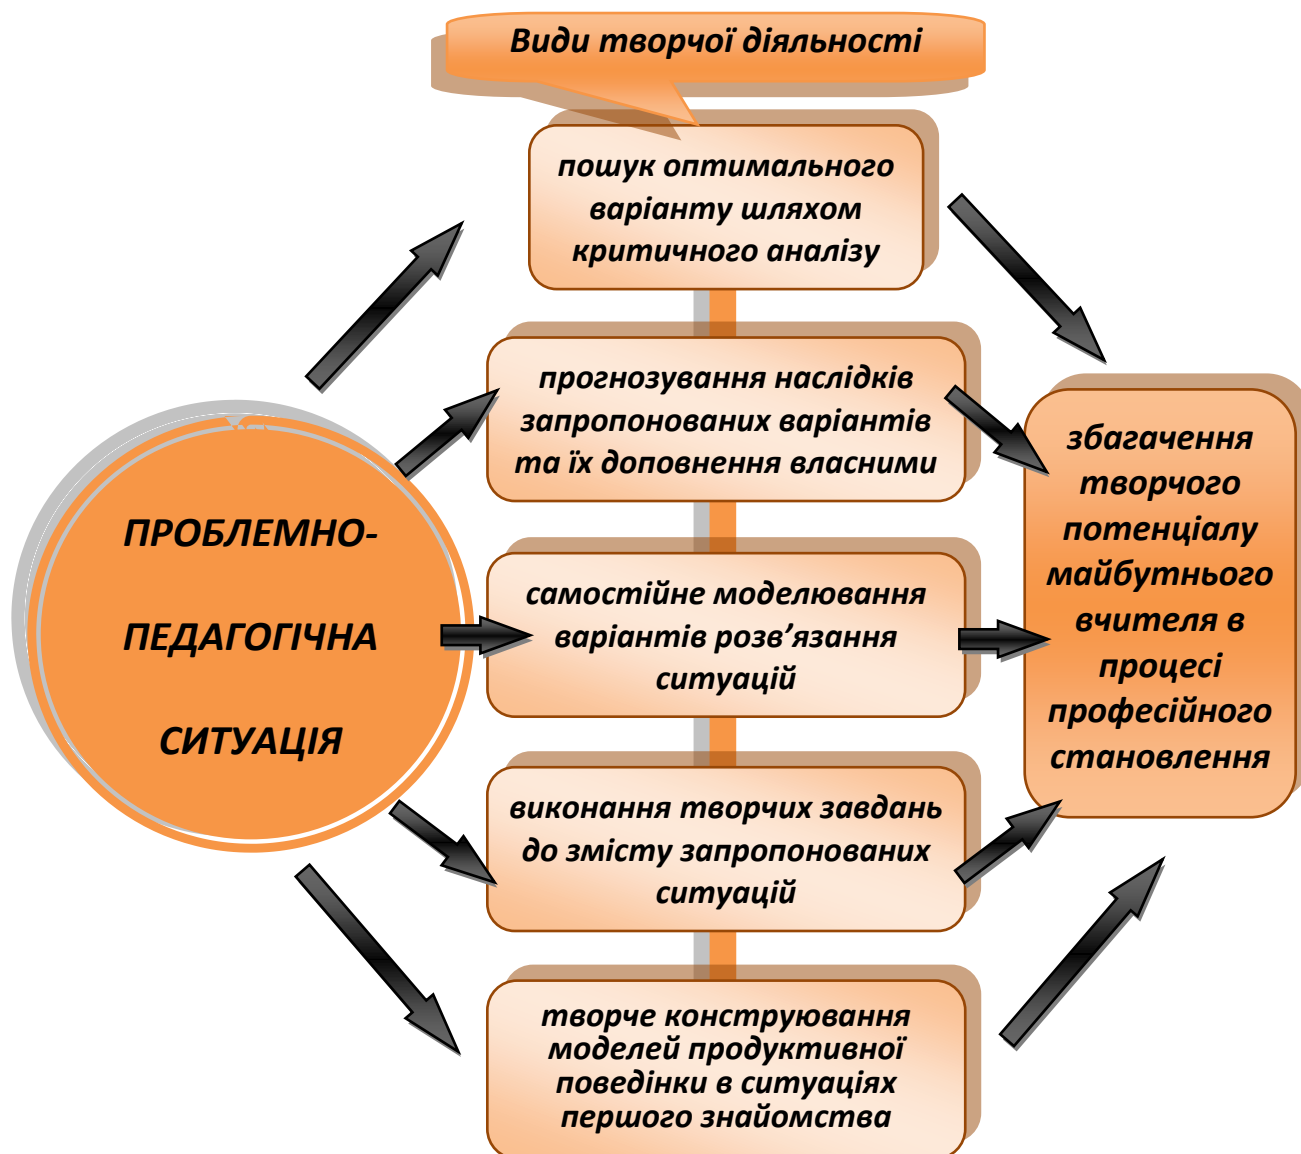 Види творчої діяльності
пошук оптимального
варіанту шляхом
критичного аналізу
прогнозування наслідків
запропонованих варіантів
та їх доповнення власними
ПРОБЛЕМНО-
ПЕДАГОГІЧНА
СИТУАЦІЯ
самостійне моделювання
варіантів розв’язання
ситуацій
виконання творчих завдань
до змісту запропонованих
ситуацій
творче конструювання
моделей продуктивної
поведінки в ситуаціях
першого знайомства
збагачення
творчого
потенціалу
майбутнього
вчителя в
процесі
професійного
становлення